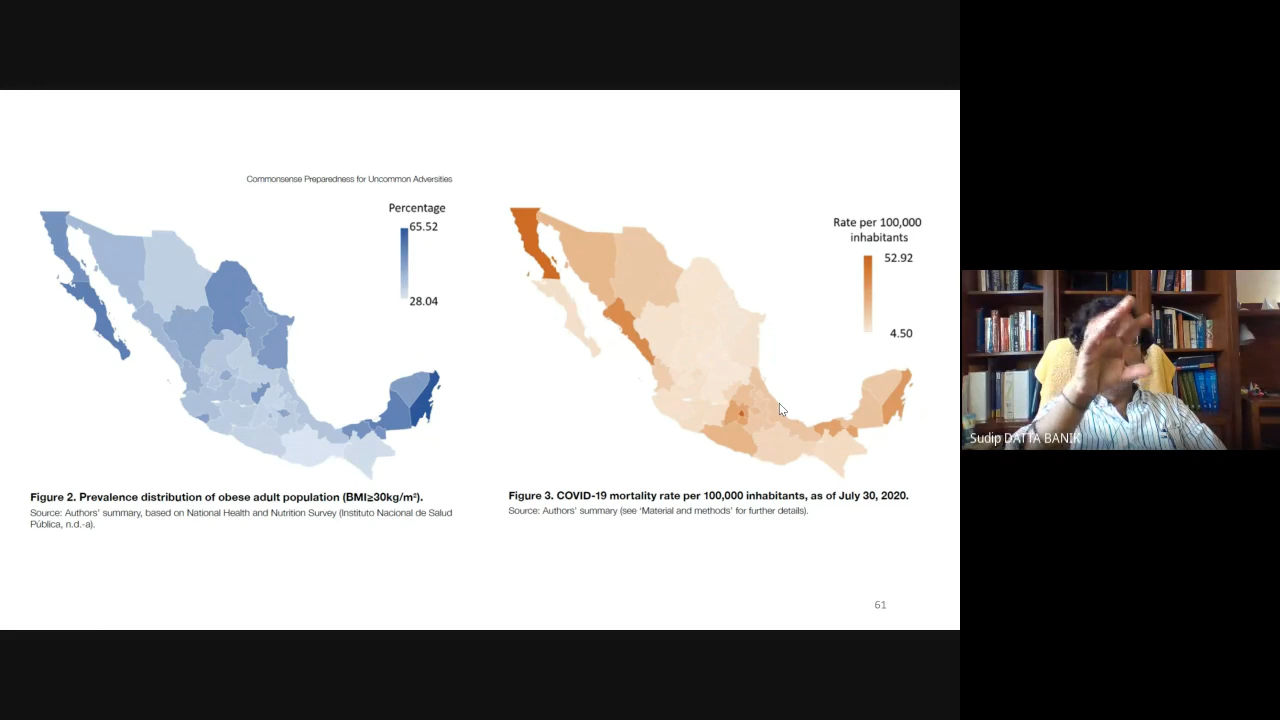 Commonsense Preparedness for Uncommon Adversities
Percentage
65.52
28.04
Figure 2. Prevalence distribution of obese adult population (BMI≥30kg/m²).
Source: Authors' summary, based on National Health and Nutrition Survey (Instituto Nacional de Salud
Pública, n.d.-a).
Rate per 100,000
inhabitants
52.92
4.50
Figure 3. COVID-19 mortality rate per 100,000 inhabitants, as of July 30, 2020.
Source: Authors' summary (see 'Material and methods' for further details).
61
Sudip DATTA BANIK